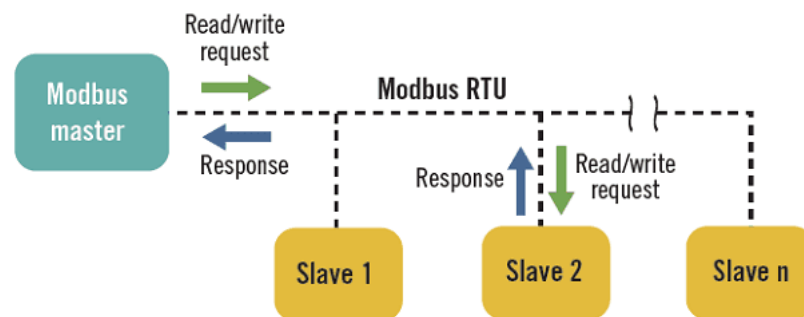 Read/write
request
Modbus
master
Modbus RTU
Response
Response
Read/write
request
Slave 1
Slave 2
Slave n